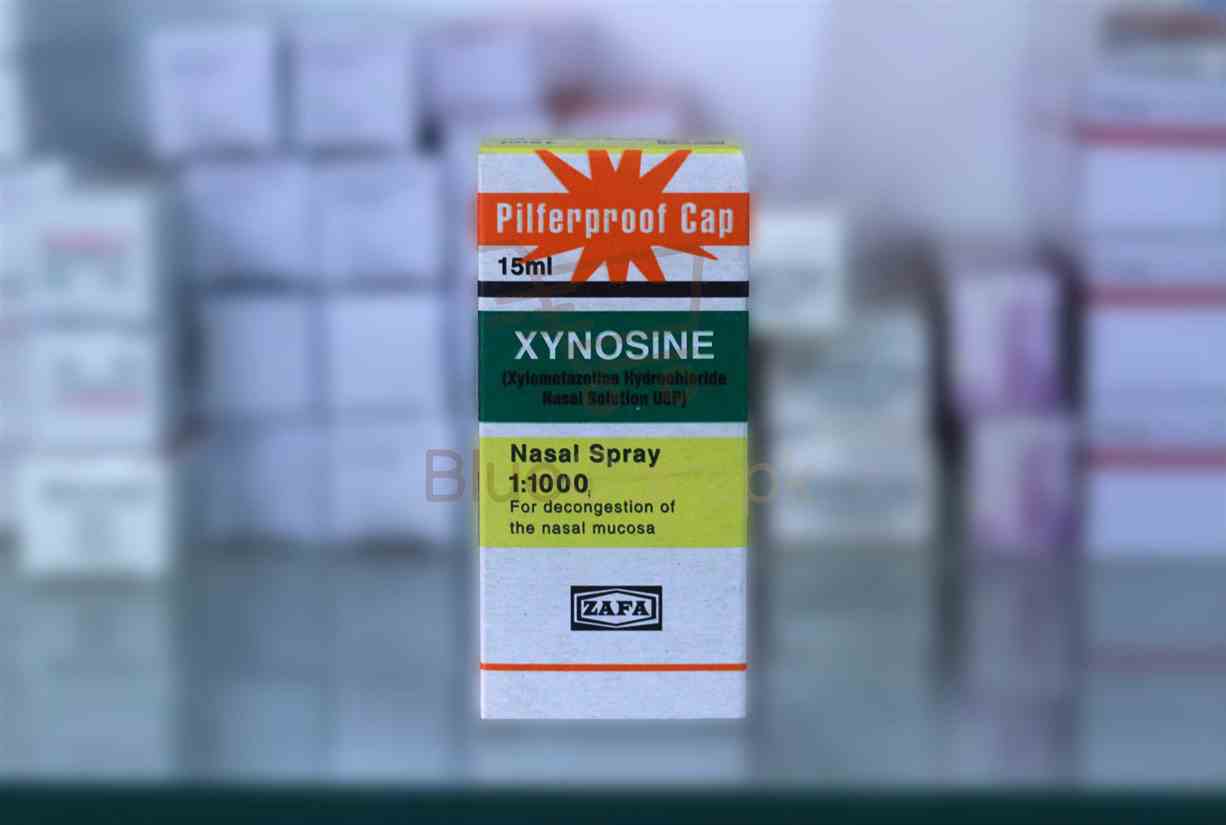 Pilferproof Cap
15ml
XYNOSINE
(Xylometazoline Hydrochloride
Nasal Solution USP)
Nasal Spray
1:1000
For decongestion of
the nasal mucosa
ZAFA